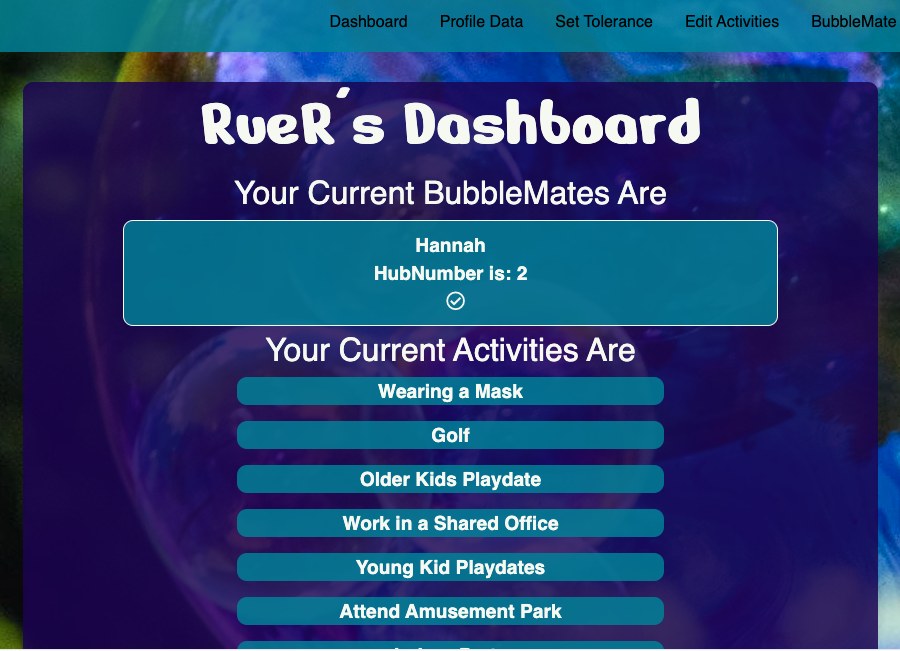 Dashboard Profile Data Set Tolerance Edit Activities BubbleMate
RueR's Dashboard
Your Current BubbleMates Are
Hannah
HubNumber is: 2
Your Current Activities Are
Wearing a Mask
Golf
Older Kids Playdate
Work in a Shared Office
Young Kid Playdates
Attend Amusement Park